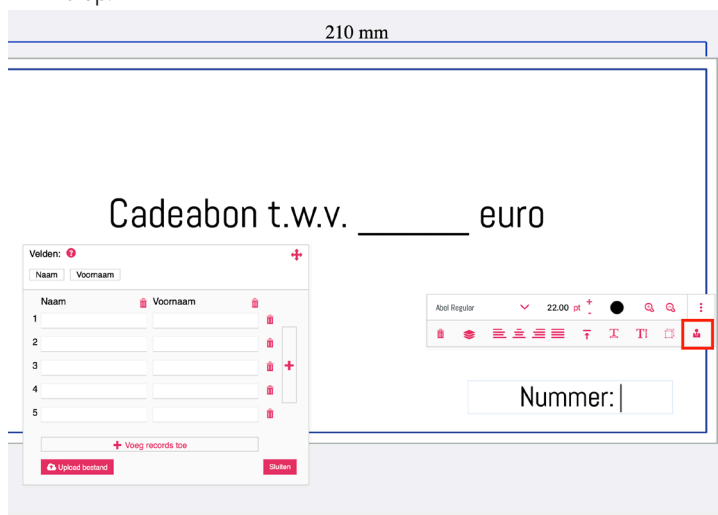 210 mm
Cadeabon t.w.v. ______ euro
Velden: ?
Naam Voornaam
Naam Voornaam
1
2
3
4
5
+ Voeg records toe
Upload bestand Sluiten
Abel Regular 22.00 pt + -
Nummer: